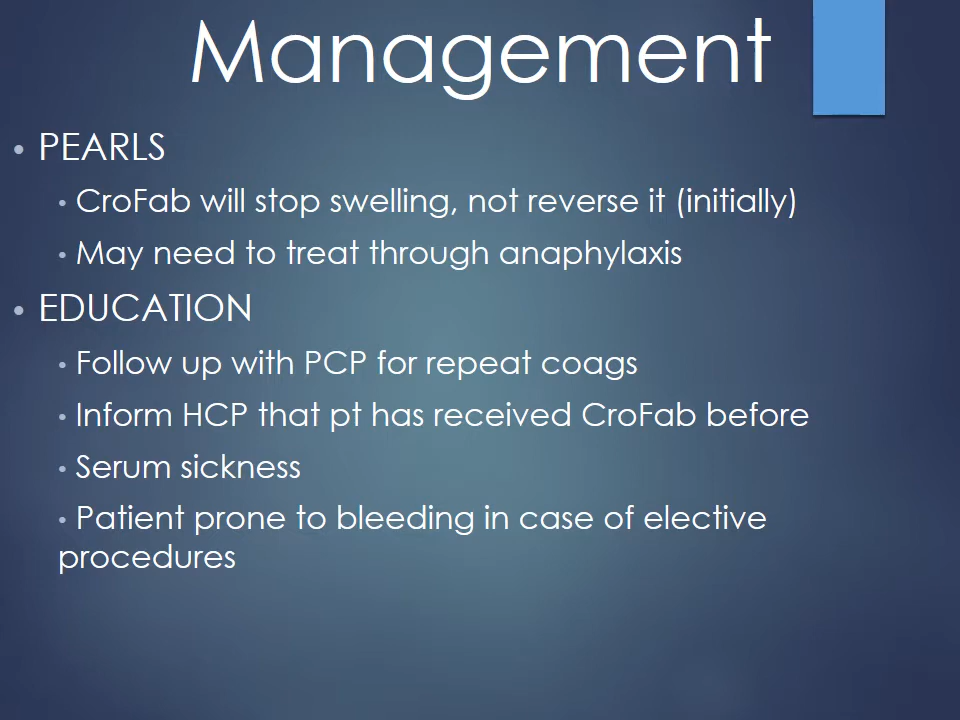 Management
• PEARLS
• CroFab will stop swelling, not reverse it (initially)
• May need to treat through anaphylaxis
• EDUCATION
• Follow up with PCP for repeat coags
• Inform HCP that pt has received CroFab before
• Serum sickness
• Patient prone to bleeding in case of elective
procedures